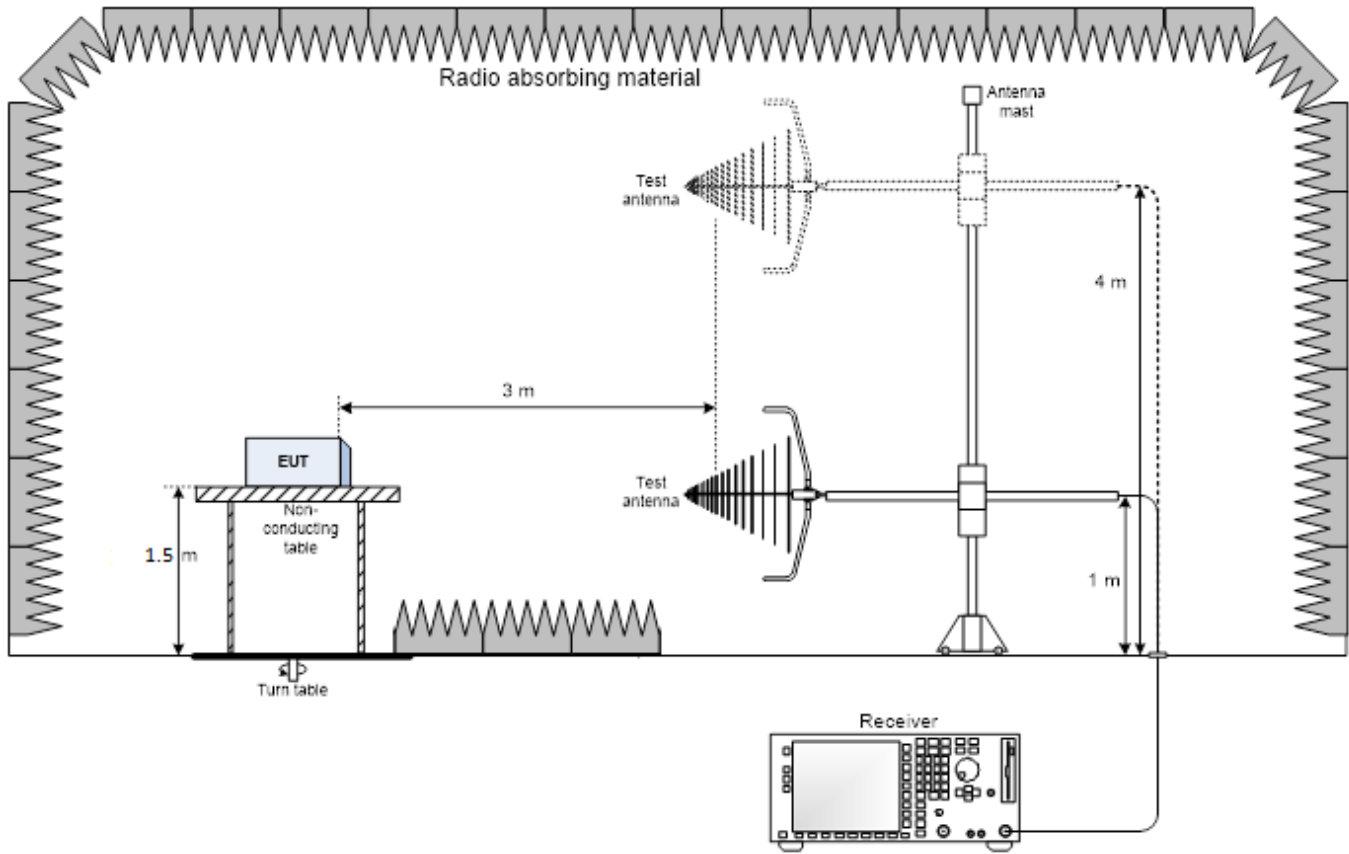 Radio absorbing material
Antenna
mast
Test
antenna
4 m
3 m
EUT
Test
antenna
Non-
conducting
table
1.5 m
1 m
Turn table
Receiver